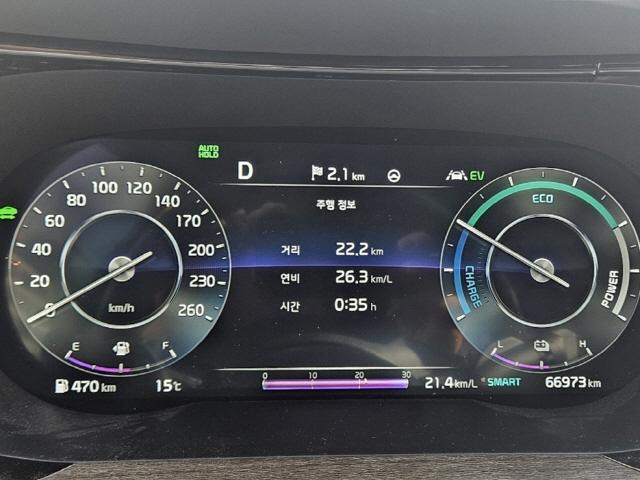 AUTO
HOLD
D
2.1 km
EV
0 20 40 60 80 100 120 140 170 200 230 260
km/h
주행 정보
거리 22.2 km
연비 26.3 km/L
시간 0:35 h
ECO
CHARGE
POWER
E F
L H
470 km
15℃
0 10 20 30
21.4 km/L
SMART
66973 km